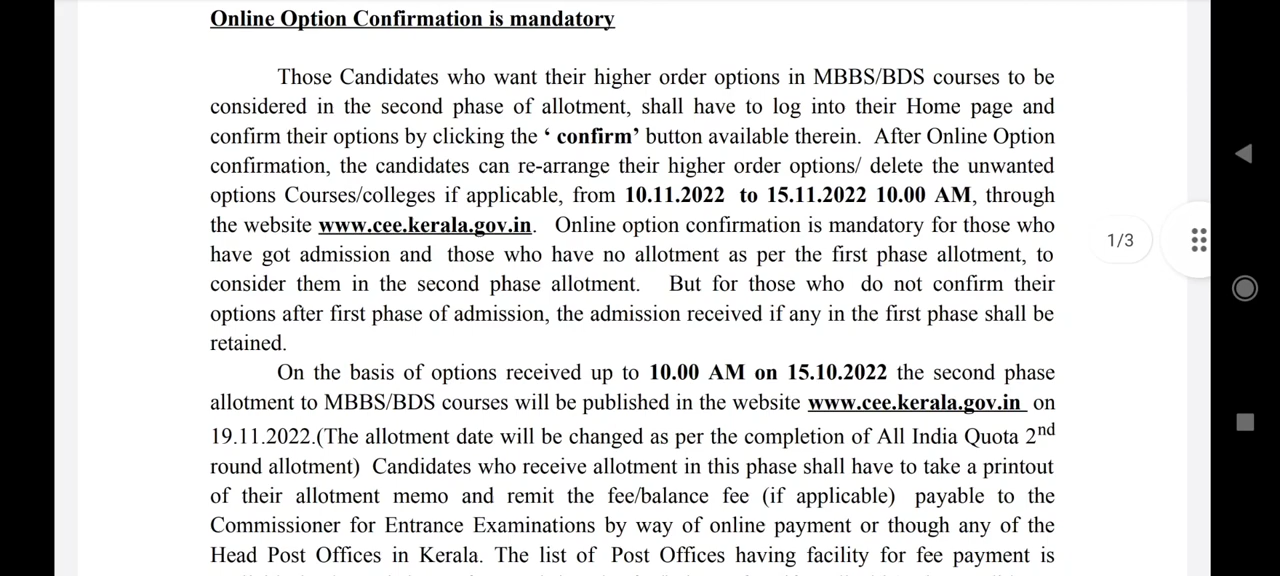 Online Option Confirmation is mandatory
Those Candidates who want their higher order options in MBBS/BDS courses to be
considered in the second phase of allotment, shall have to log into their Home page and
confirm their options by clicking the ‘ confirm’ button available therein. After Online Option
confirmation, the candidates can re-arrange their higher order options/ delete the unwanted
options Courses/colleges if applicable, from 10.11.2022 to 15.11.2022 10.00 AM, through
the website www.cee.kerala.gov.in. Online option confirmation is mandatory for those who
have got admission and those who have no allotment as per the first phase allotment, to
consider them in the second phase allotment. But for those who do not confirm their
options after first phase of admission, the admission received if any in the first phase shall be
retained.
On the basis of options received up to 10.00 AM on 15.10.2022 the second phase
allotment to MBBS/BDS courses will be published in the website www.cee.kerala.gov.in on
19.11.2022.(The allotment date will be changed as per the completion of All India Quota 2nd
round allotment) Candidates who receive allotment in this phase shall have to take a printout
of their allotment memo and remit the fee/balance fee (if applicable) payable to the
Commissioner for Entrance Examinations by way of online payment or though any of the
Head Post Offices in Kerala. The list of Post Offices having facility for fee payment is
1/3